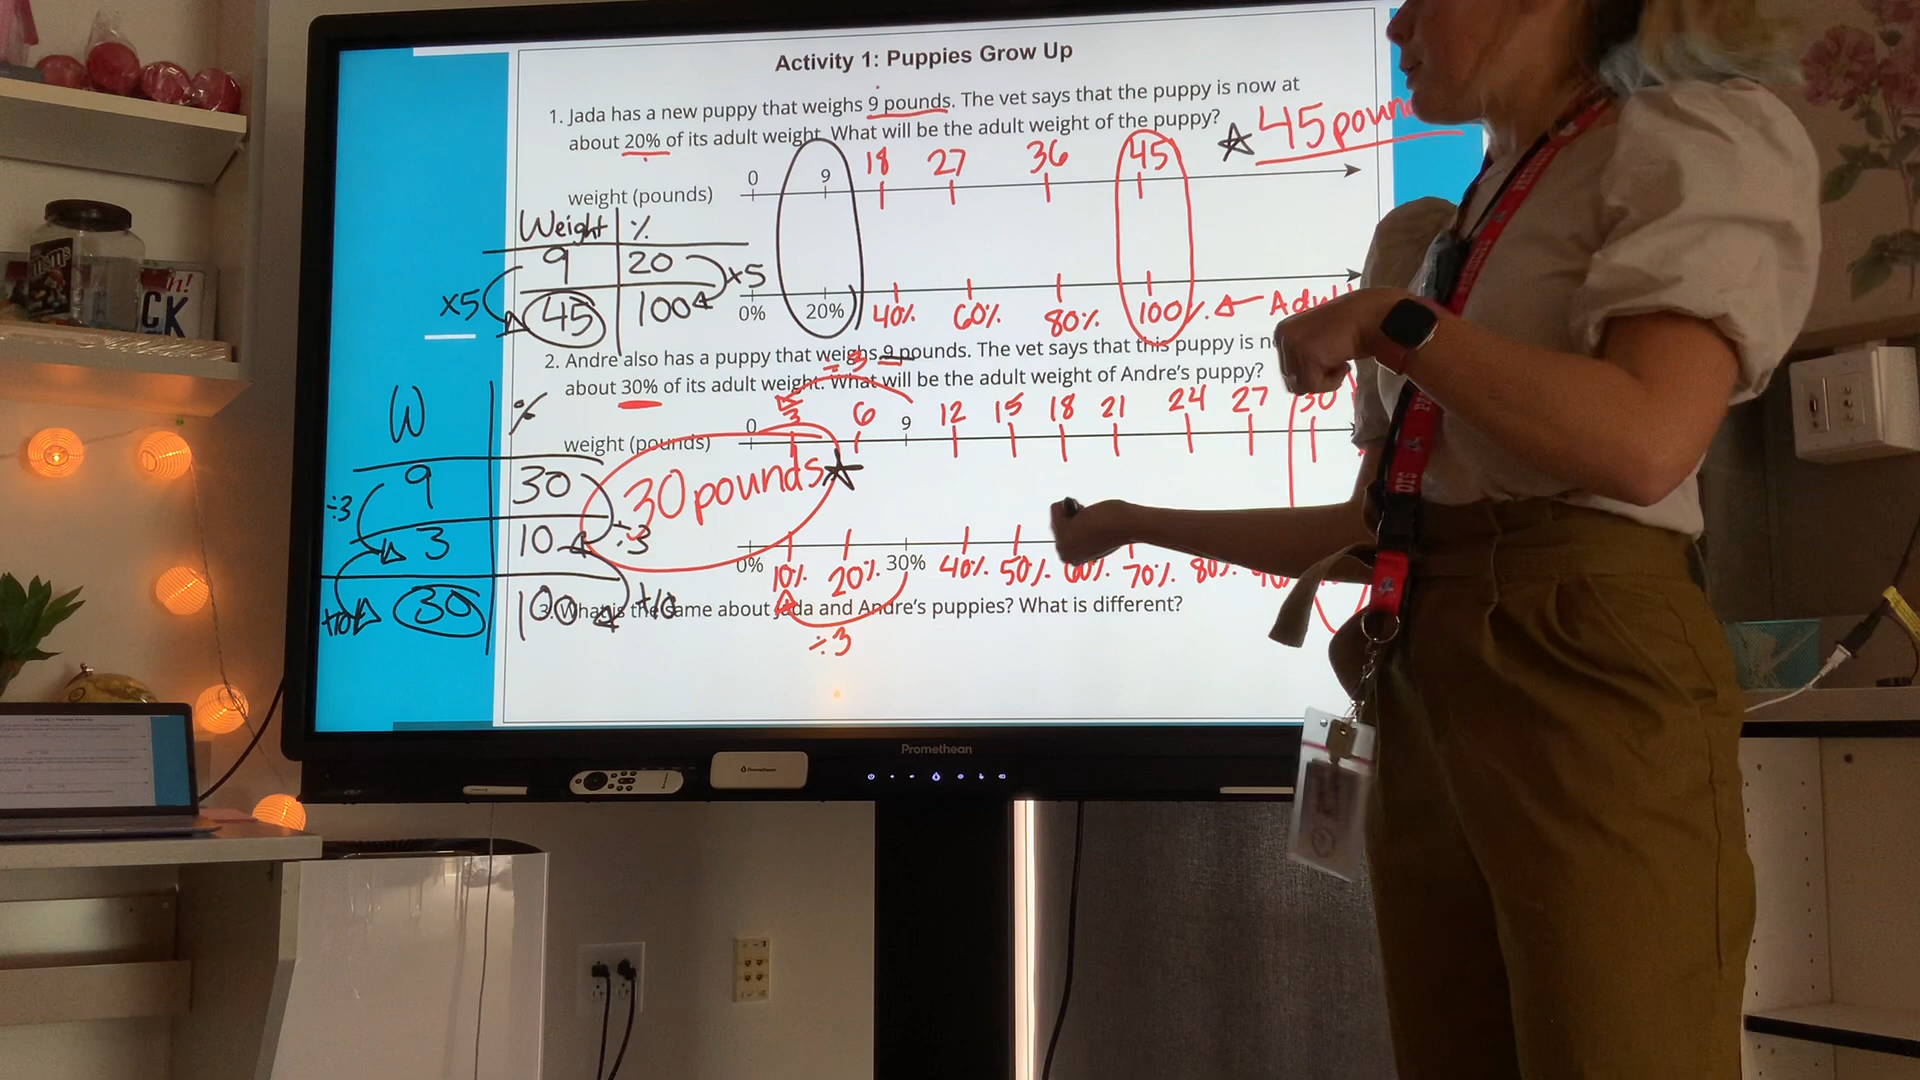 Activity 1: Puppies Grow Up
1. Jada has a new puppy that weighs 9 pounds. The vet says that the puppy is now at
about 20% of its adult weight. What will be the adult weight of the puppy?
45 poun
0 9 18 27 36 45
weight (pounds)
Weight %
9 20
x5 x5
45 100
0% 20% 40% 60% 80% 100%
2. Andre also has a puppy that weighs 9 pounds. The vet says that this puppy is n
about 30% of its adult weight. What will be the adult weight of Andre's puppy?
÷3
0 3 6 9 12 15 18 21 24 27 30
weight (pounds)
W %
9 30
÷3 ÷3
3 10
30 100
30 pounds
0% 10% 20% 30% 40% 50% 60% 70% 80%
3. What is the same about Jada and Andre's puppies? What is different?
÷3
Promethean
Promethean
m&m's
CK